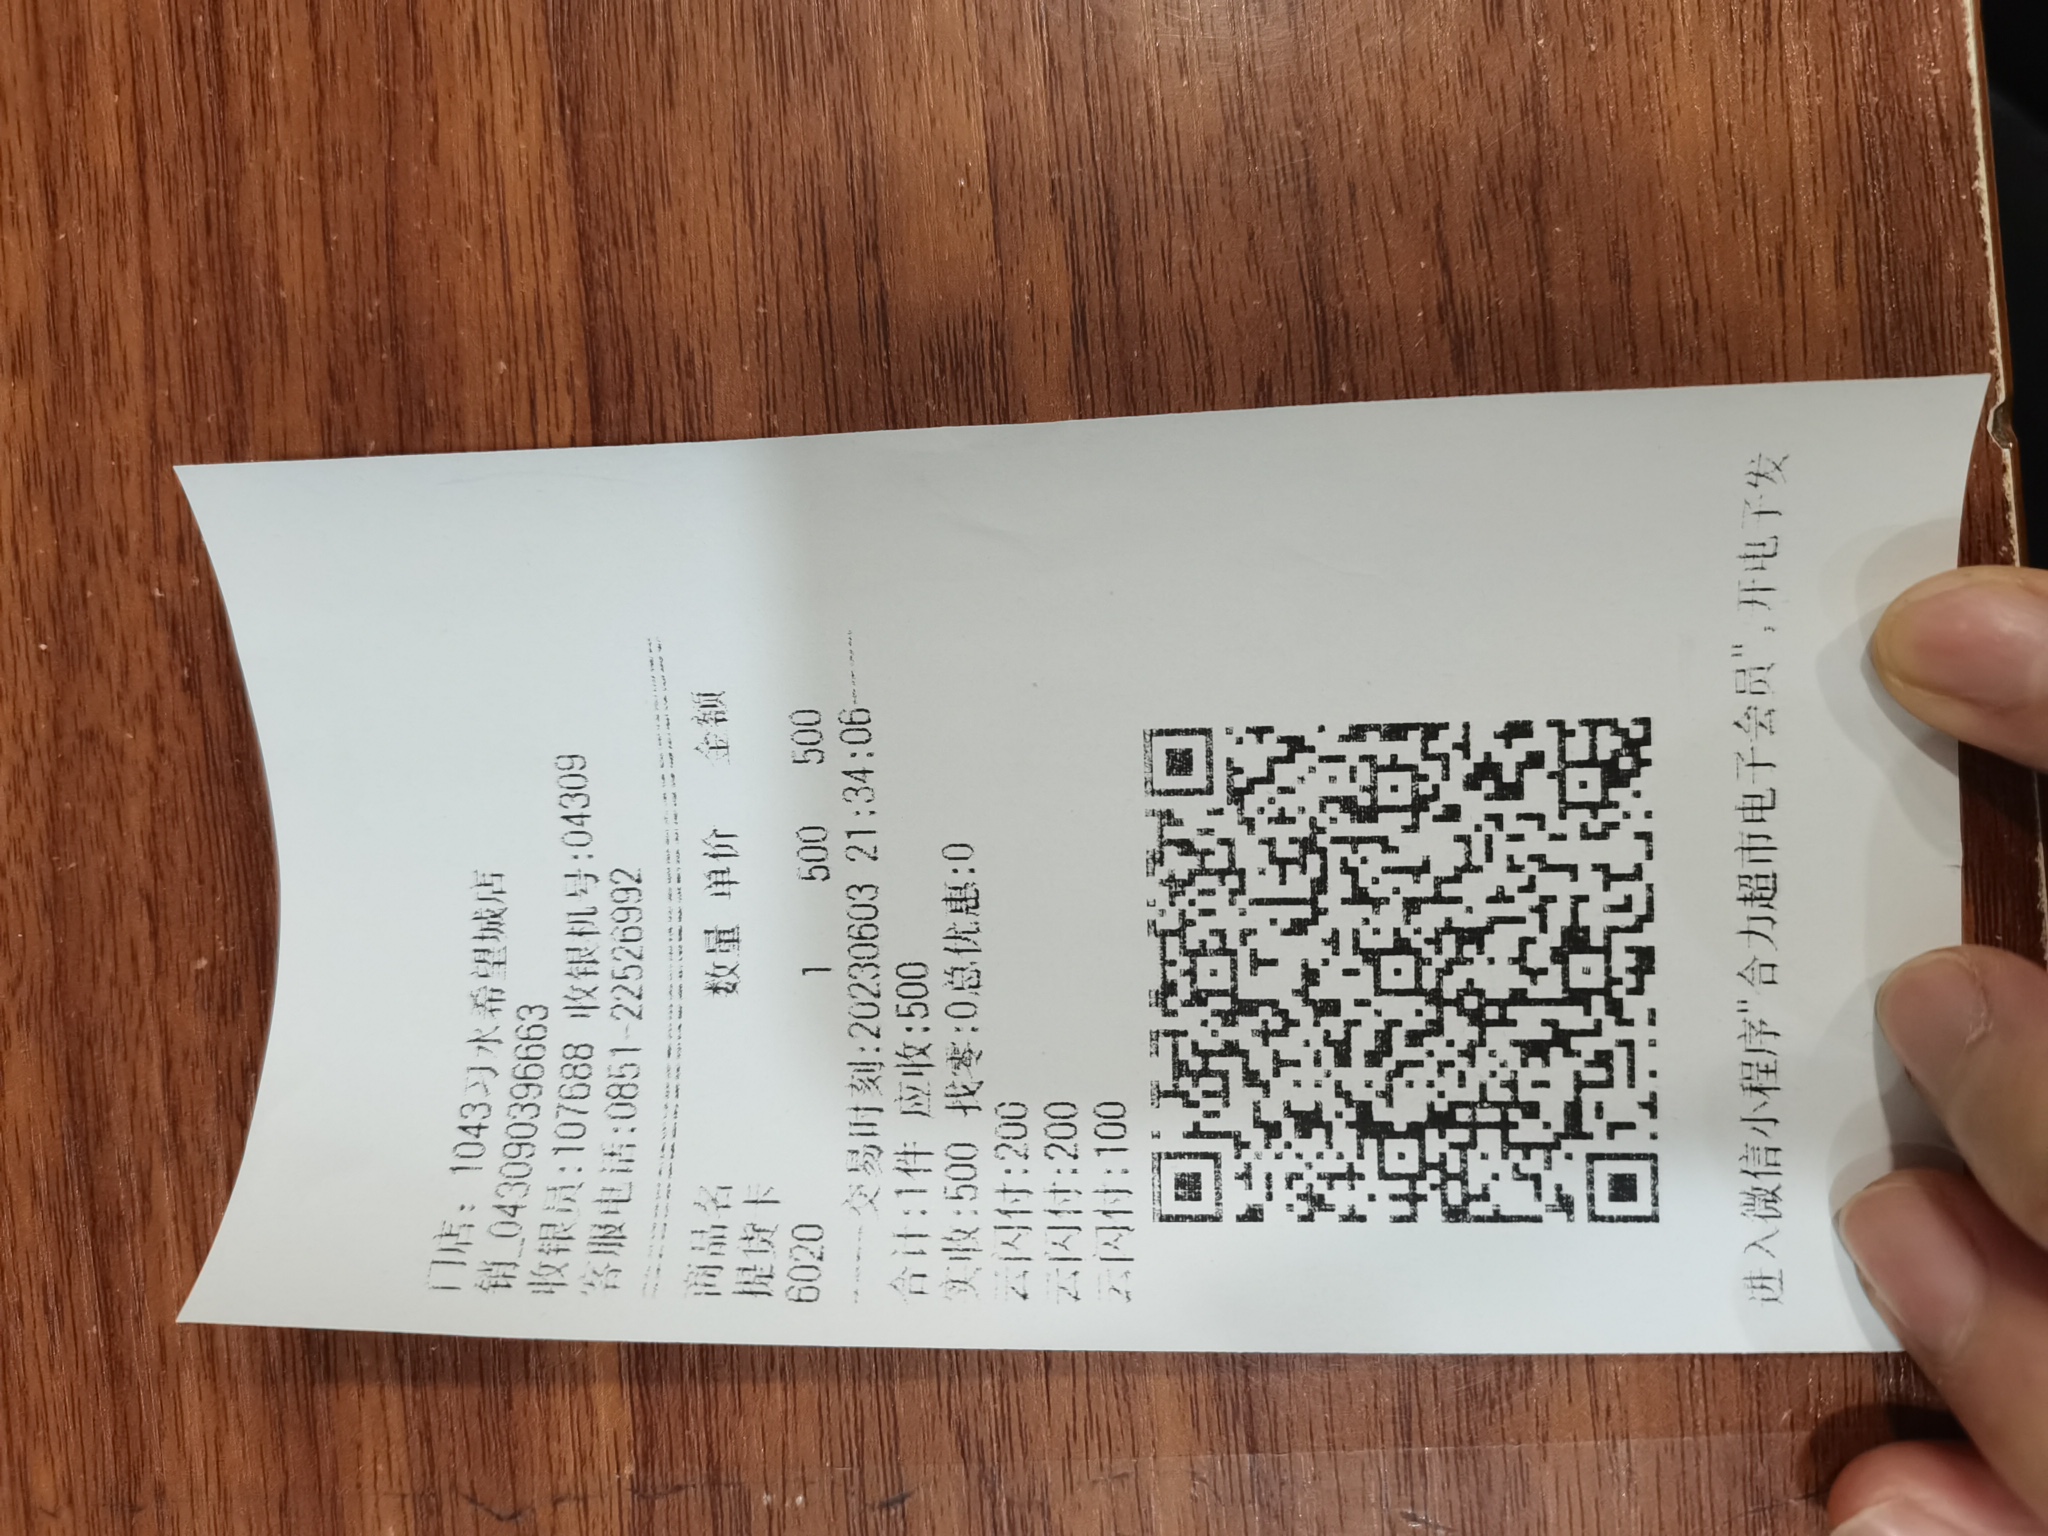 门店: 1043习水希望城店
销_04309039​6663
收银员:107688 收银机号:04309
客服电话:0851-22526992
商品名 数量 单价 金额
提货卡
6020 1 500 500
-----交易时刻:20230603 21:34:06-----
合计:1件 应收:500
实收:500 找零:0总优惠:0
云闪付:200
云闪付:200
云闪付:100
进入微信小程序"合力超市电子会员", 开电子发